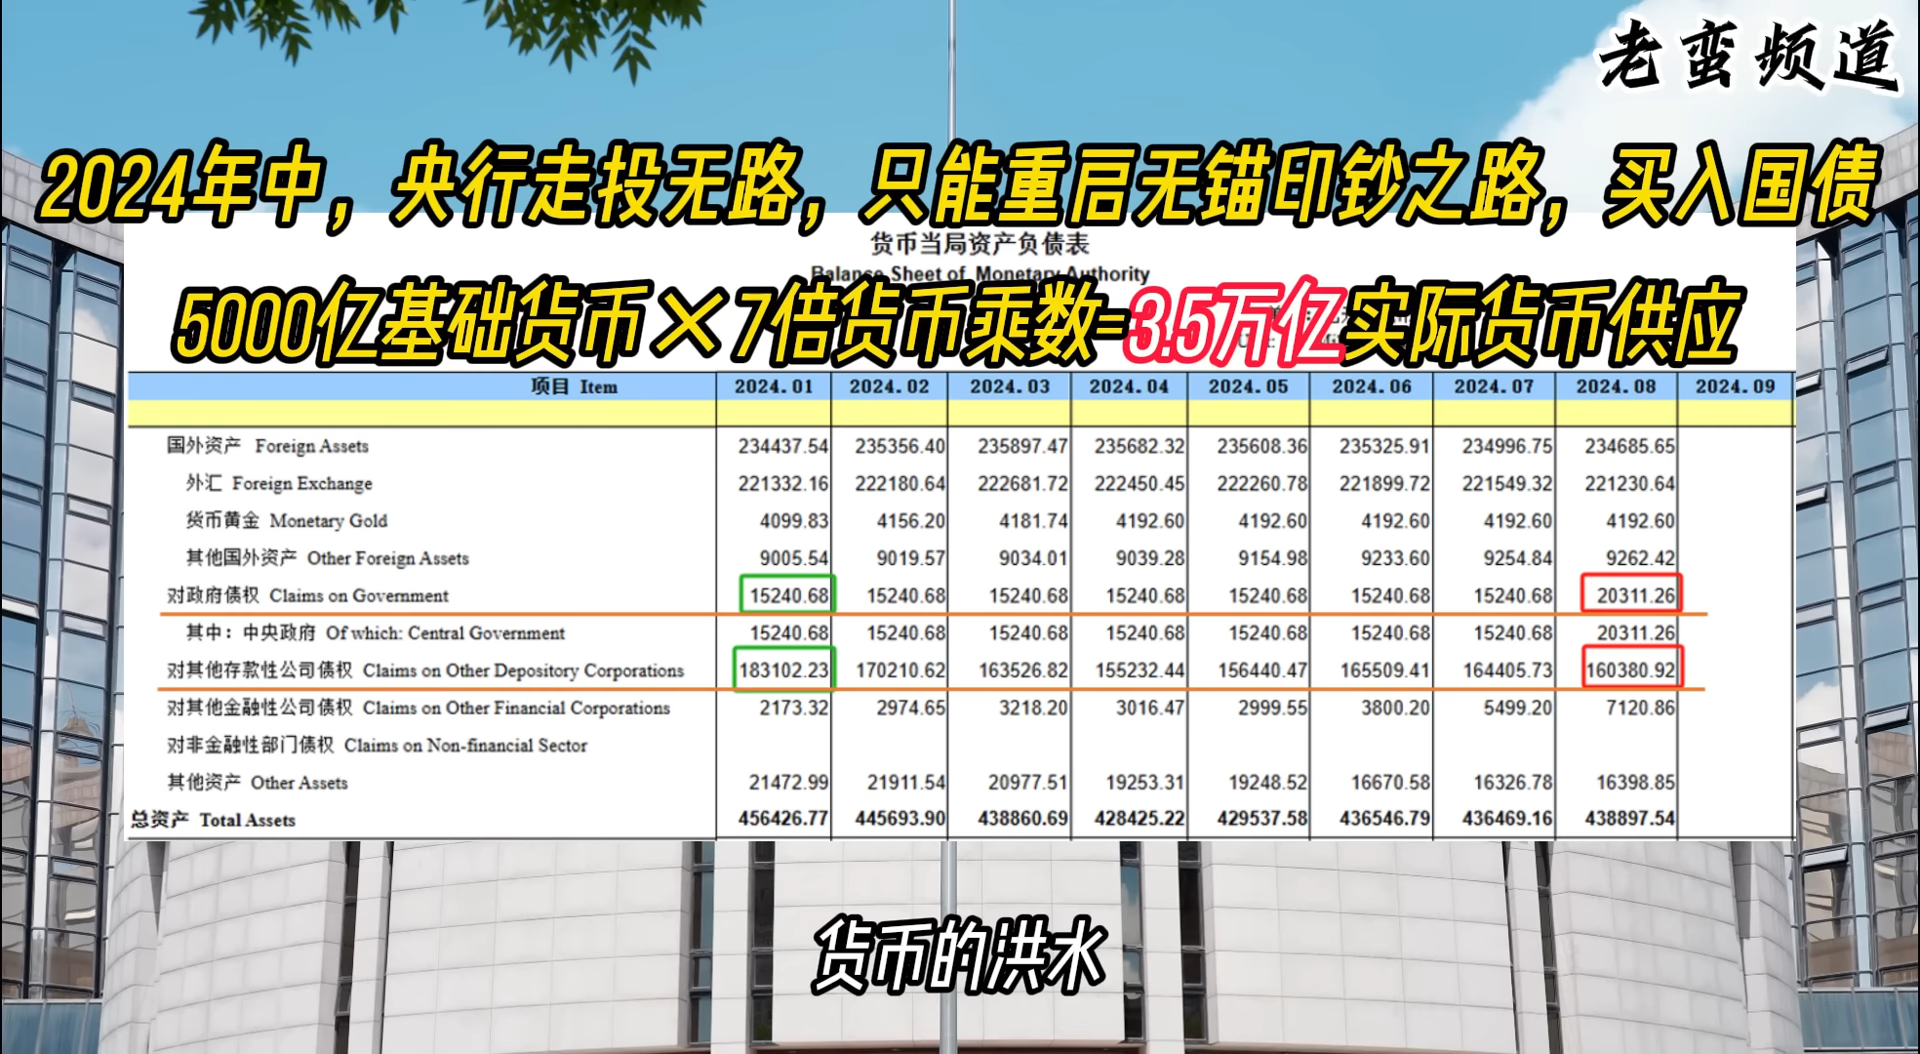 老蛮频道
2024年中，央行走投无路，只能重启无锚印钞之路，买入国债
货币当局资产负债表
Balance Sheet of Monetary Authority
5000亿基础货币×7倍货币乘数=3.5万亿实际货币供应
项目 Item 2024.01 2024.02 2024.03 2024.04 2024.05 2024.06 2024.07 2024.08 2024.09
国外资产 Foreign Assets 234437.54 235356.40 235897.47 235682.32 235608.36 235325.91 234996.75 234685.65
外汇 Foreign Exchange 221332.16 222180.64 222681.72 222450.45 222260.78 221899.72 221549.32 221230.64
货币黄金 Monetary Gold 4099.83 4156.20 4181.74 4192.60 4192.60 4192.60 4192.60 4192.60
其他国外资产 Other Foreign Assets 9005.54 9019.57 9034.01 9039.28 9154.98 9233.60 9254.84 9262.42
对政府债权 Claims on Government 15240.68 15240.68 15240.68 15240.68 15240.68 15240.68 15240.68 20311.26
其中：中央政府 Of which: Central Government 15240.68 15240.68 15240.68 15240.68 15240.68 15240.68 15240.68 20311.26
对其他存款性公司债权 Claims on Other Depository Corporations 183102.23 170210.62 163526.82 155232.44 156440.47 165509.41 164405.73 160380.92
对其他金融性公司债权 Claims on Other Financial Corporations 2173.32 2974.65 3218.20 3016.47 2999.55 3800.20 5499.20 7120.86
对非金融性部门债权 Claims on Non-financial Sector
其他资产 Other Assets 21472.99 21911.54 20977.51 19253.31 19248.52 16670.58 16326.78 16398.85
总资产 Total Assets 456426.77 445693.90 438860.69 428425.22 429537.58 436546.79 436469.16 438897.54
货币的洪水